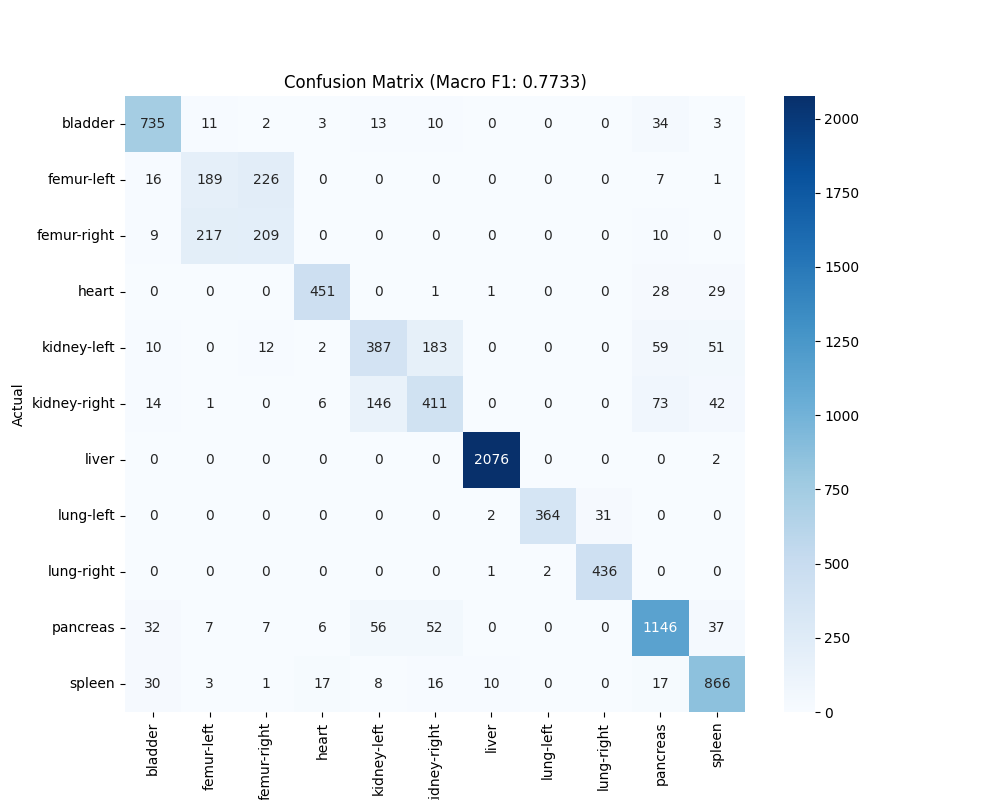 Confusion Matrix (Macro F1: 0.7733)
bladder 735 11 2 3 13 10 0 0 0 34 3
femur-left 16 189 226 0 0 0 0 0 0 7 1
femur-right 9 217 209 0 0 0 0 0 0 10 0
heart 0 0 0 451 0 1 1 0 0 28 29
kidney-left 10 0 12 2 387 183 0 0 0 59 51
kidney-right 14 1 0 6 146 411 0 0 0 73 42
liver 0 0 0 0 0 0 2076 0 0 0 2
lung-left 0 0 0 0 0 0 2 364 31 0 0
lung-right 0 0 0 0 0 0 1 2 436 0 0
pancreas 32 7 7 6 56 52 0 0 0 1146 37
spleen 30 3 1 17 8 16 10 0 0 17 866
Actual
bladder
femur-left
femur-right
heart
kidney-left
idney-right
liver
lung-left
lung-right
pancreas
spleen
2000
1750
1500
1250
1000
750
500
250
0